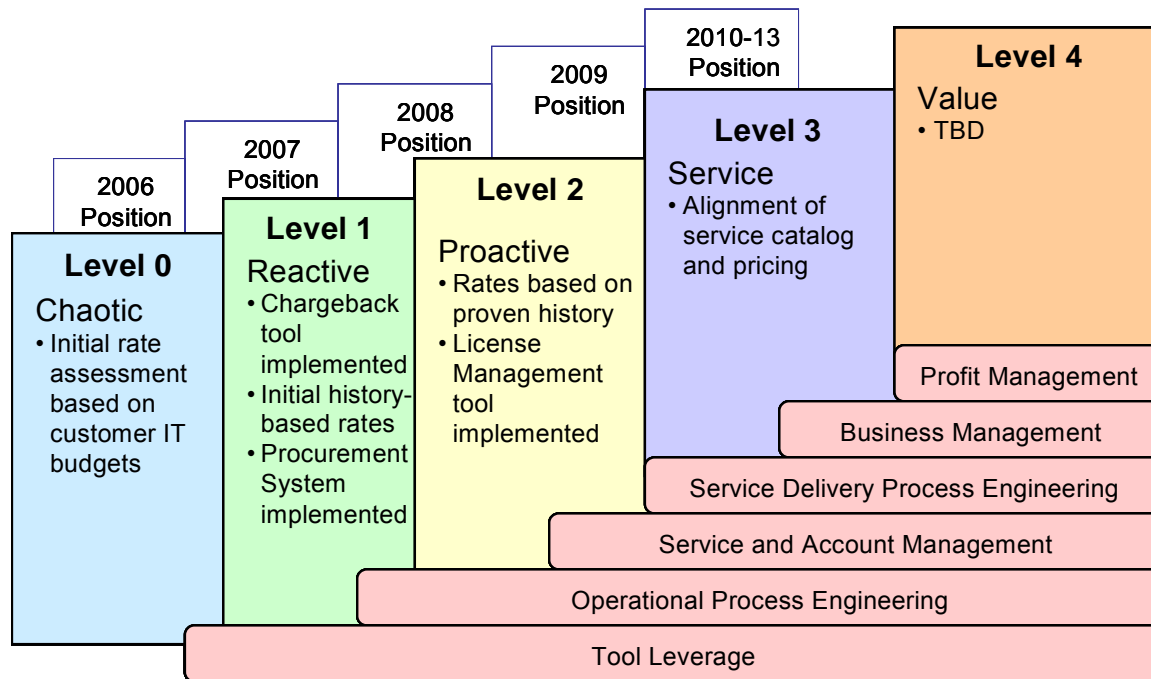 2006
Position
2007
Position
2008
Position
2009
Position
2010-13
Position
Level 0
Chaotic
• Initial rate
assessment
based on
customer IT
budgets
Level 1
Reactive
• Chargeback
tool
implemented
• Initial history-
based rates
• Procurement
System
implemented
Level 2
Proactive
• Rates based on
proven history
• License
Management
tool
implemented
Level 3
Service
• Alignment of
service catalog
and pricing
Level 4
Value
• TBD
Profit Management
Business Management
Service Delivery Process Engineering
Service and Account Management
Operational Process Engineering
Tool Leverage